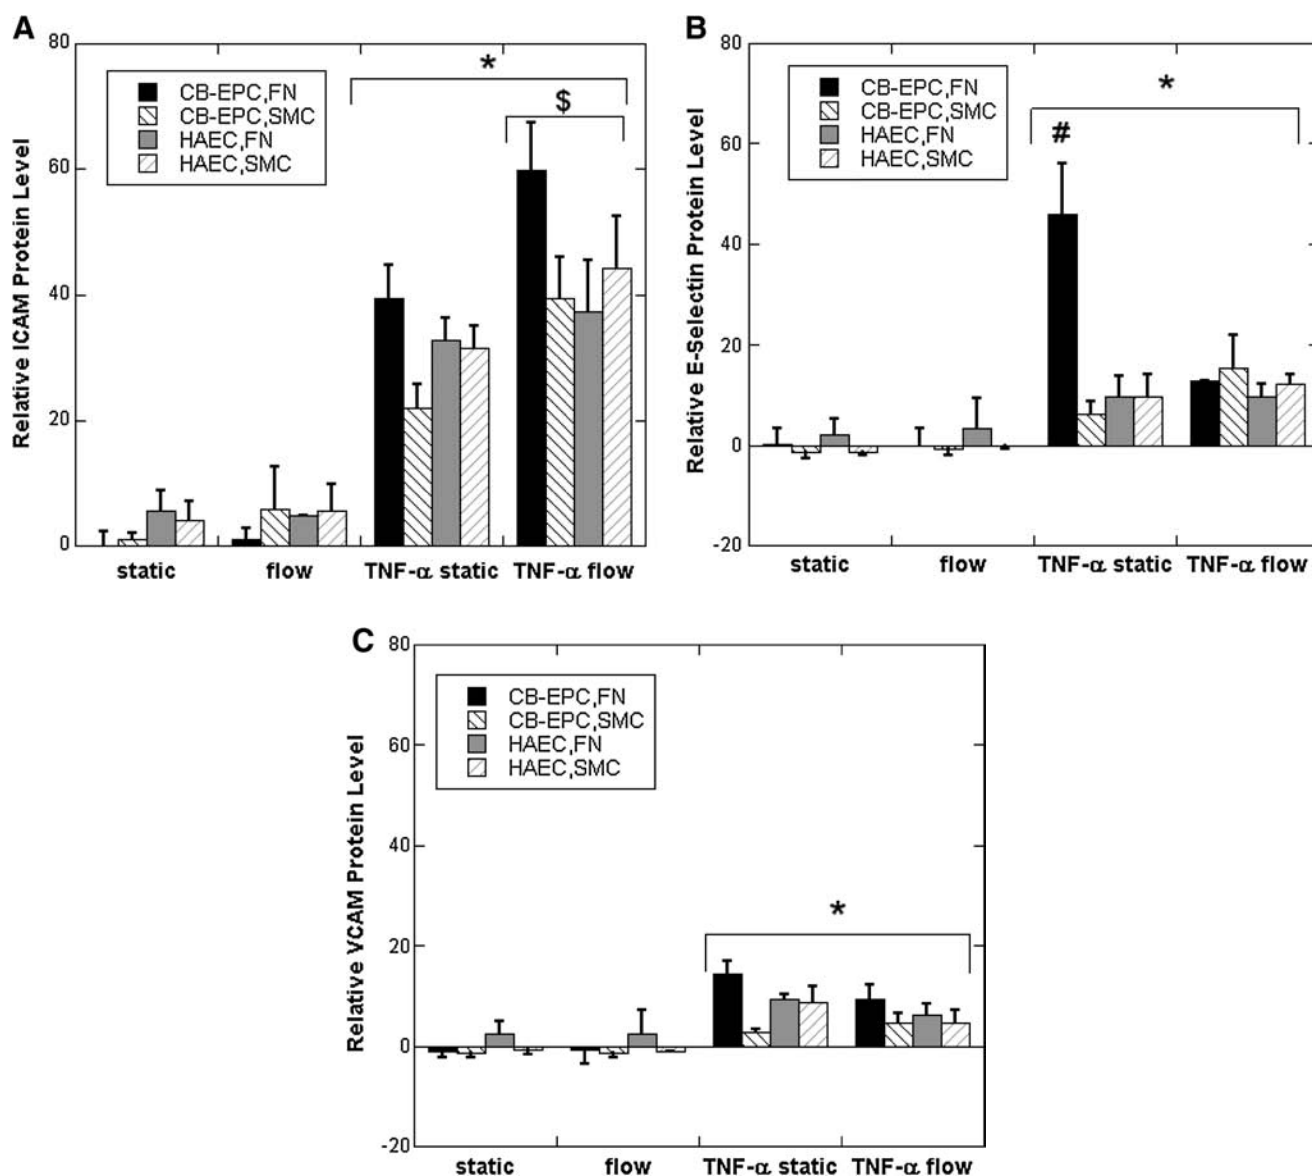 A
Relative ICAM Protein Level
80
60
40
20
0
CB-EPC,FN
CB-EPC,SMC
HAEC,FN
HAEC,SMC
*
$
static flow TNF-α static TNF-α flow
B
Relative E-Selectin Protein Level
80
60
40
20
0
-20
CB-EPC,FN
CB-EPC,SMC
HAEC,FN
HAEC,SMC
*
#
static flow TNF-α static TNF-α flow
C
Relative VCAM Protein Level
80
60
40
20
0
-20
CB-EPC,FN
CB-EPC,SMC
HAEC,FN
HAEC,SMC
*
static flow TNF-α static TNF-α flow